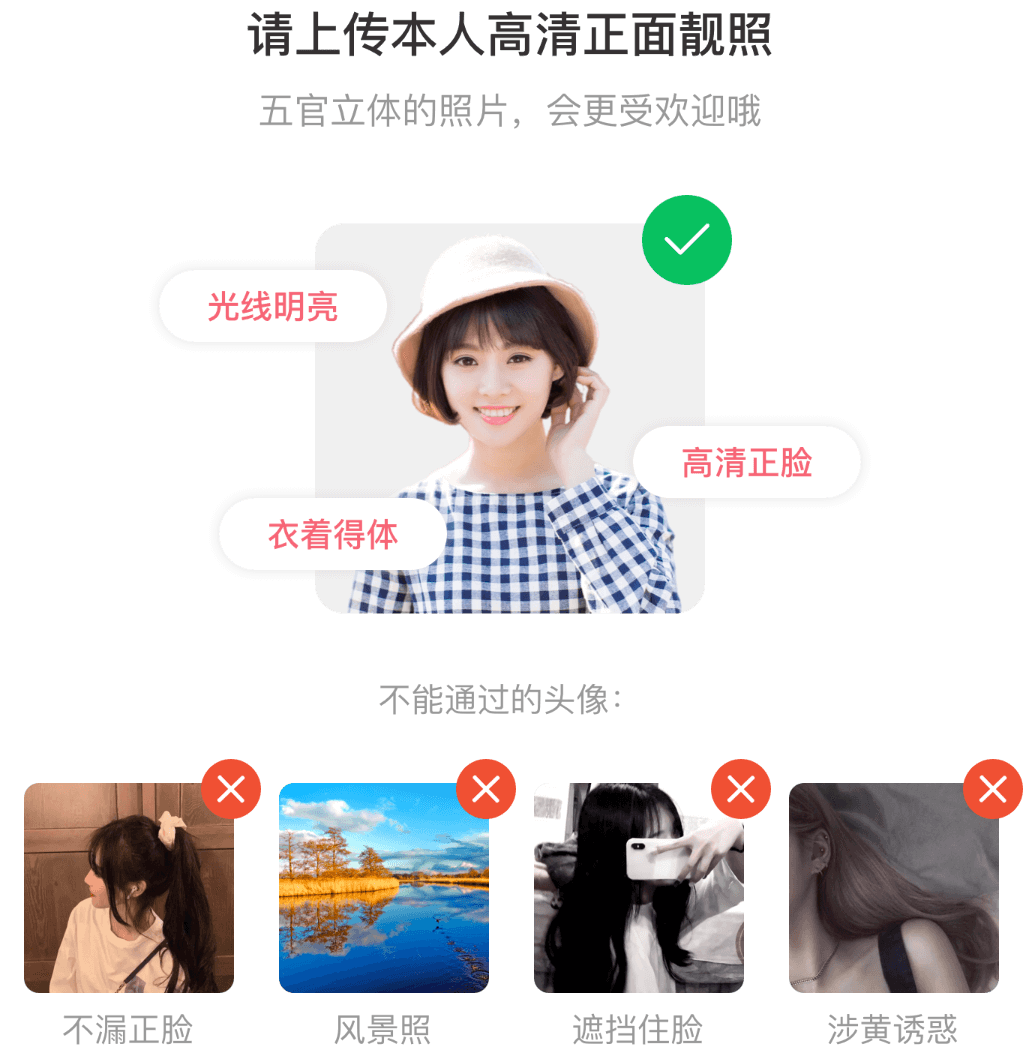 请上传本人高清正面靓照
五官立体的照片，会更受欢迎哦
光线明亮
高清正脸
衣着得体
不能通过的头像：
不漏正脸
风景照
遮挡住脸
涉黄诱惑